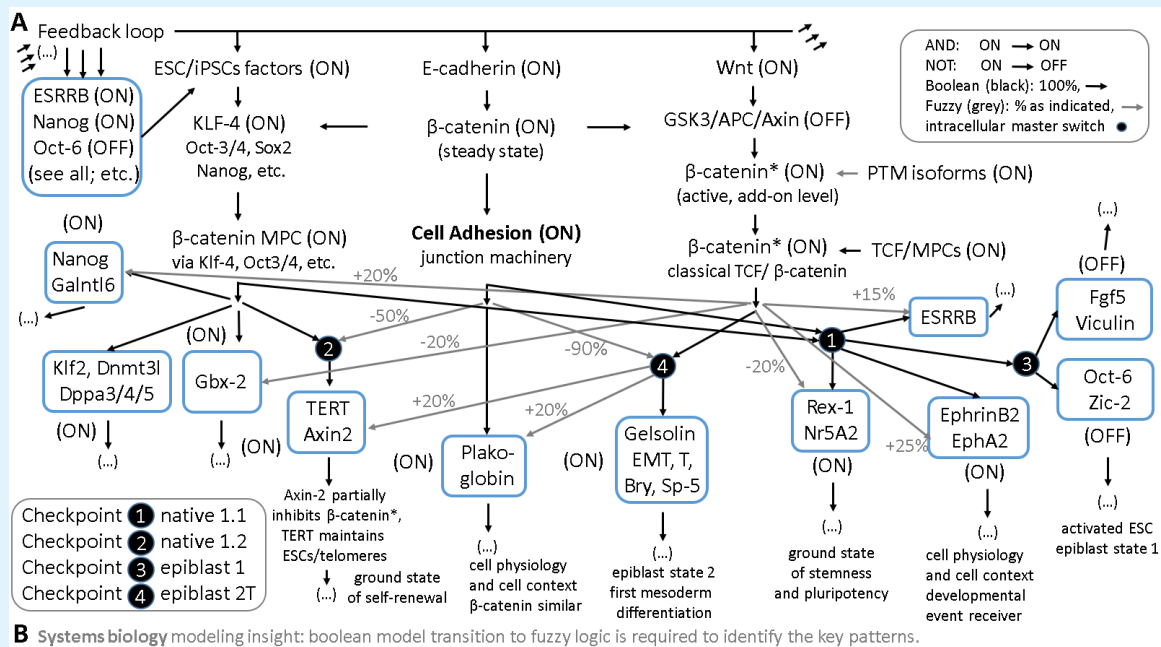 A
Feedback loop
(...)
ESC/iPSCs factors (ON)
E-cadherin (ON)
Wnt (ON)
AND: ON ON
NOT: ON OFF
Boolean (black): 100%,
Fuzzy (grey): % as indicated,
intracellular master switch
ESRRB (ON)
Nanog (ON)
Oct-6 (OFF)
(see all; etc.)
KLF-4 (ON)
Oct-3/4, Sox2
Nanog, etc.
β-catenin (ON)
(steady state)
GSK3/APC/Axin (OFF)
β-catenin* (ON)
(active, add-on level)
PTM isoforms (ON)
(ON)
Nanog
Galntl6
(...)
β-catenin MPC (ON)
via Klf-4, Oct3/4, etc.
Cell Adhesion (ON)
junction machinery
β-catenin* (ON)
classical TCF/ β-catenin
TCF/MPCs (ON)
(...)
(OFF)
Fgf5
Viculin
+20%
+15%
(...)
ESRRB
-50%
-20%
-90%
-20%
+20%
+20%
+25%
(ON)
2
4
1
3
Klf2, Dnmt3l
Dppa3/4/5
(ON)
(...)
Gbx-2
(...)
(ON)
TERT
Axin2
Axin-2 partially
inhibits β-catenin*,
TERT maintains
ESCs/telomeres
(...)
ground state
of self-renewal
(ON)
Plako-
globin
(...)
cell physiology
and cell context
β-catenin similar
(ON)
Gelsolin
EMT, T,
Bry, Sp-5
(...)
epiblast state 2
first mesoderm
differentiation
Rex-1
Nr5A2
(ON)
(...)
ground state
of stemness
and pluripotency
EphrinB2
EphA2
(ON)
(...)
cell physiology
and cell context
developmental
event receiver
Oct-6
Zic-2
(OFF)
(...)
activated ESC
epiblast state 1
Checkpoint 1 native 1.1
Checkpoint 2 native 1.2
Checkpoint 3 epiblast 1
Checkpoint 4 epiblast 2T
B Systems biology modeling insight: boolean model transition to fuzzy logic is required to identify the key patterns.